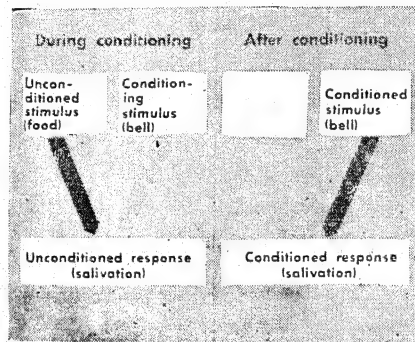 During conditioning
After conditioning
Uncon-
ditioned
stimulus
(food)
Condition-
ing
stimulus
(bell)
Conditioned
stimulus
(bell)
Unconditioned response
(salivation)
Conditioned response
(salivation)